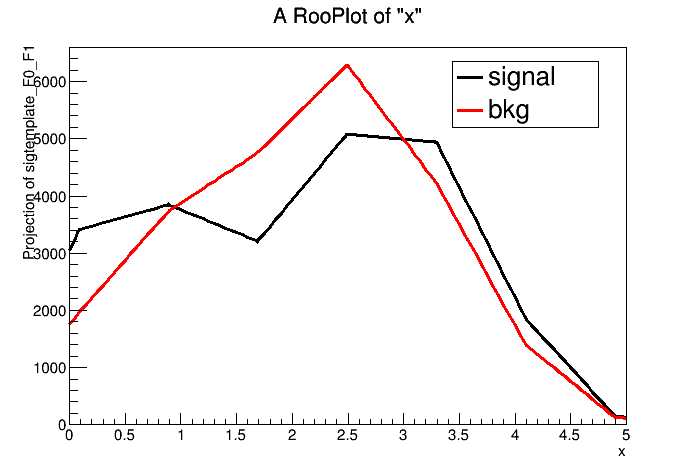 A RooPlot of "x"
Projection of sigtemplate_F0_F1
6000
5000
4000
3000
2000
1000
0
signal
bkg
0 0.5 1 1.5 2 2.5 3 3.5 4 4.5 5
x